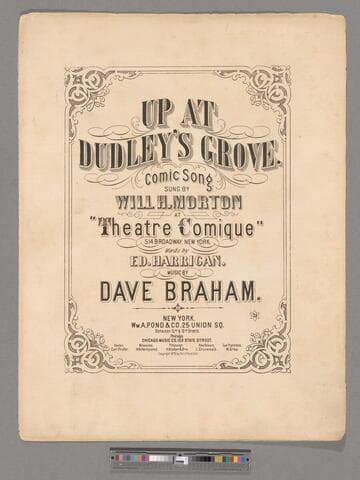 UP AT
DUDLEY'S GROVE.
Comic Song
SUNG BY
WILL H. MORTON
AT
"Theatre Comique"
514 BROADWAY, NEW YORK.
Words by
ED. HARRIGAN.
MUSIC BY
DAVE BRAHAM.
NEW YORK.
Wm. A. POND & CO. 25 UNION SQ.
Chicago
CHICAGO MUSIC CO. 152 STATE STREET.